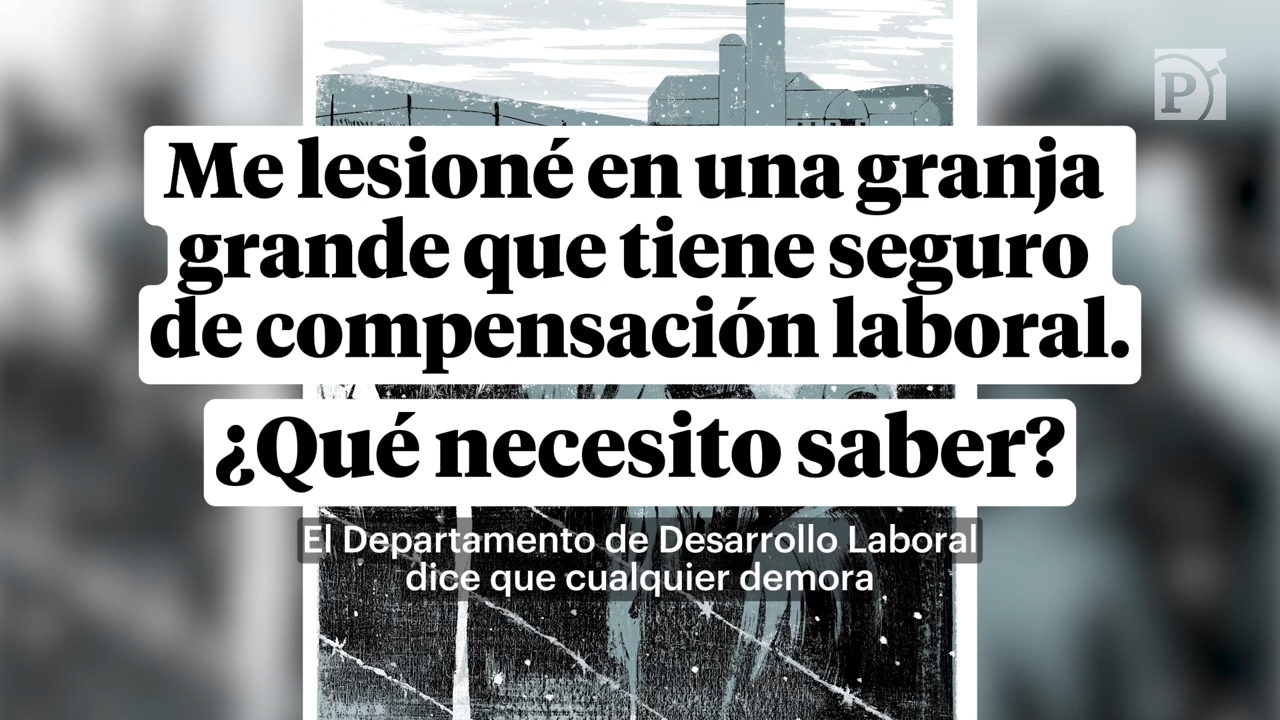 P
Me lesioné en una granja
grande que tiene seguro
de compensación laboral.
¿Qué necesito saber?
El Departamento de Desarrollo Laboral
dice que cualquier demora